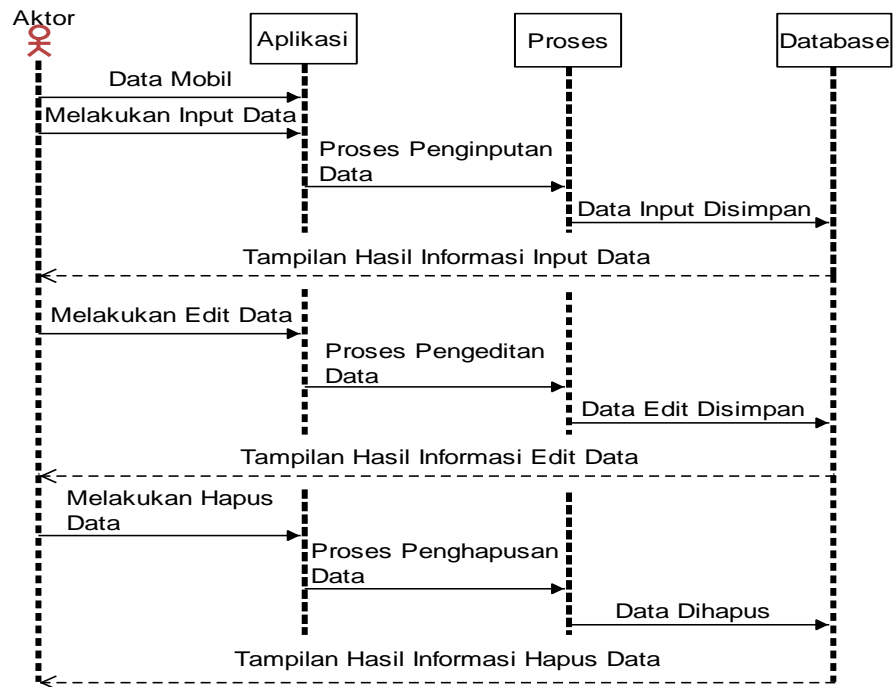 Aktor
Aplikasi
Proses
Database
Data Mobil
Melakukan Input Data
Proses Penginputan
Data
Data Input Disimpan
Tampilan Hasil Informasi Input Data
Melakukan Edit Data
Proses Pengeditan
Data
Data Edit Disimpan
Tampilan Hasil Informasi Edit Data
Melakukan Hapus
Data
Proses Penghapusan
Data
Data Dihapus
Tampilan Hasil Informasi Hapus Data